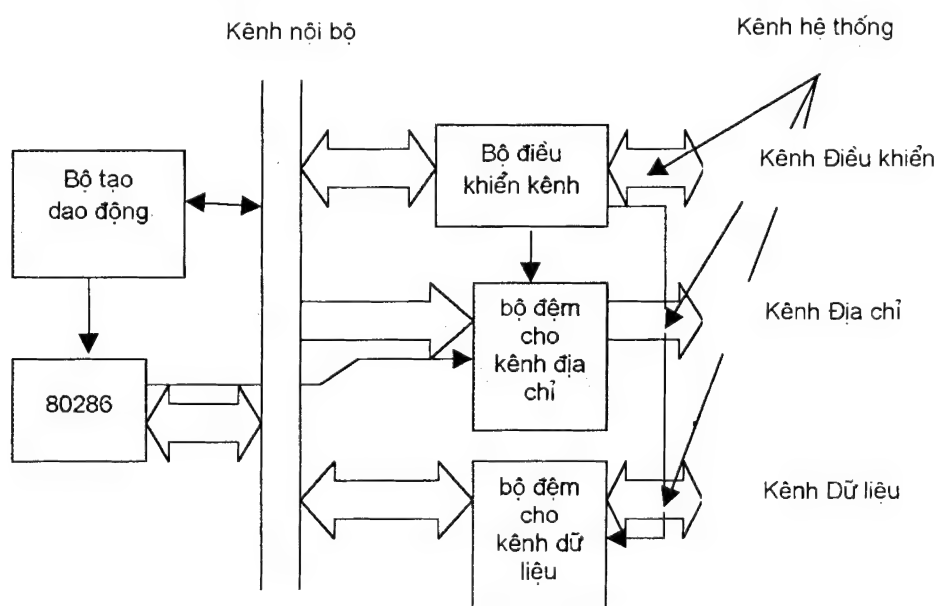 Kênh nội bộ
Kênh hệ thống
Bộ tạo
dao động
Bộ điều
khiển kênh
Kênh Điều khiển
bộ đệm
cho
kênh địa
chỉ
Kênh Địa chỉ
80286
bộ đệm
cho
kênh dữ
liệu
Kênh Dữ liệu